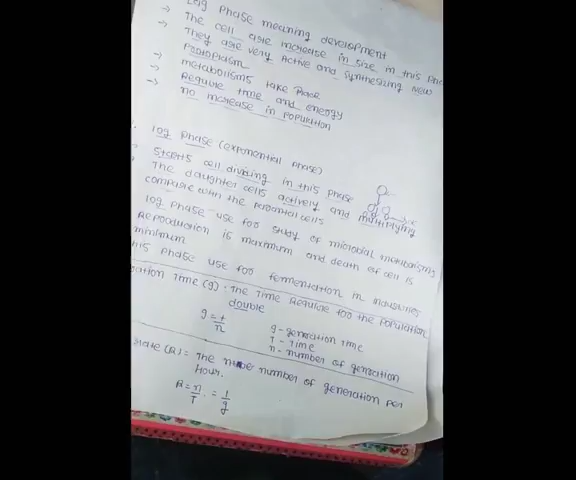 Lag Phase meaning development
→ The cell are increase in size in this
→ They are very Active and synthesizing new
Protoplasm
→ metabolisms take place
→ Require time and energy
no increase in population
log Phase (exponential Phase)
starts cell dividing in this phase
The daughter cells actively and multiplying
compare with the parental cells
log phase use for study of microbial metabolisms
Reproduction is maximum and death of cell is
minimum
this phase use for fermentation in industries
Time (g) : The Time Require for the population
double
g = t/n
g - generation Time
T - Time
n - number of generation
(R) = The number of generation per
Hour.
R = n/T = 1/g